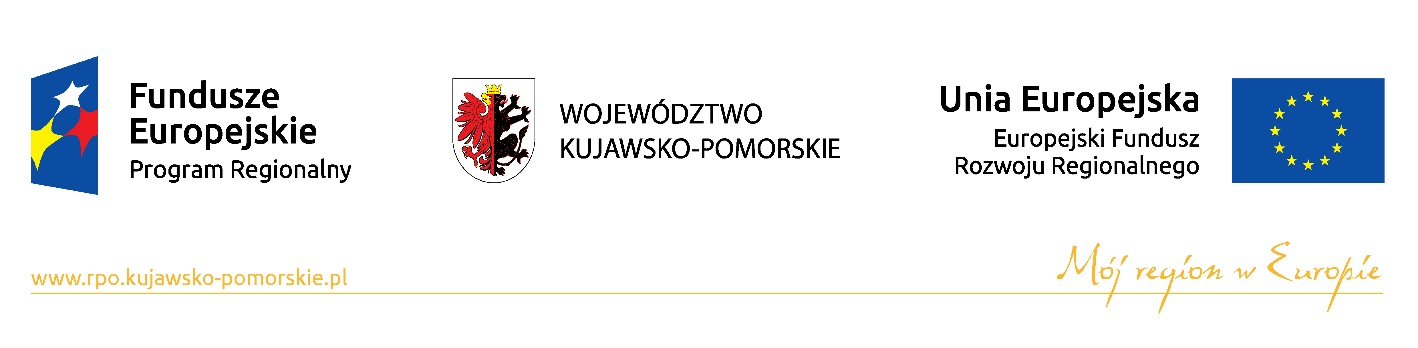 Fundusze
Europejskie
Program Regionalny
WOJEWÓDZTWO
KUJAWSKO-POMORSKIE
Unia Europejska
Europejski Fundusz
Rozwoju Regionalnego
www.rpo.kujawsko-pomorskie.pl
Mój region w Europie